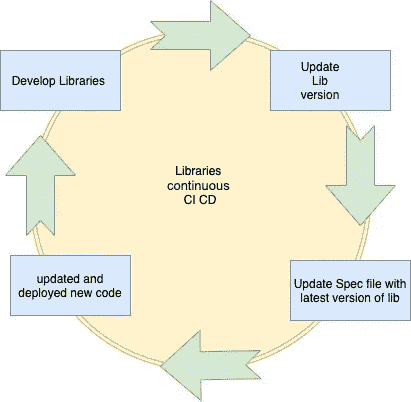 Develop Libraries
Update
Lib
version
Libraries
continuous
CI CD
updated and
deployed new code
Update Spec file with
latest version of lib